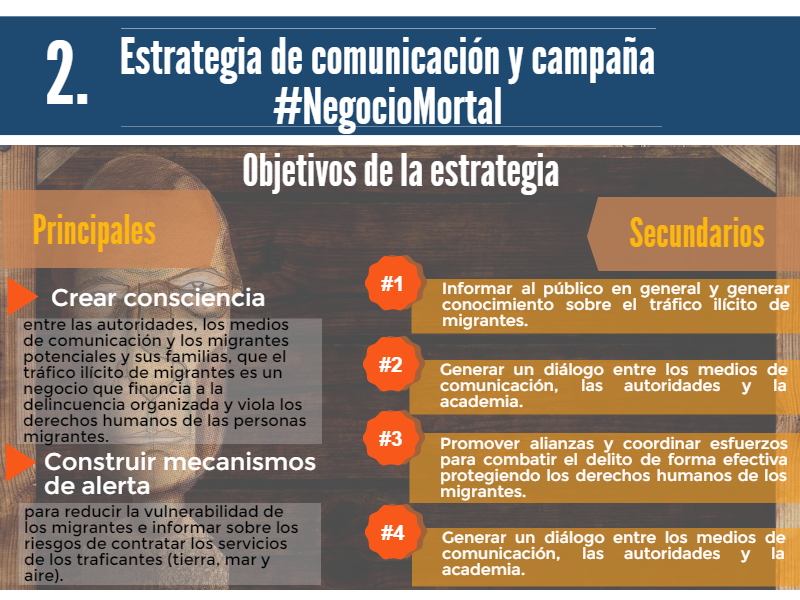 2.
Estrategia de comunicación y campaña
#NegocioMortal
Objetivos de la estrategia
Principales
Crear consciencia
entre las autoridades, los medios
de comunicación y los migrantes
potenciales y sus familias, que el
tráfico ilícito de migrantes es un
negocio que financia a la
delincuencia organizada y viola los
derechos humanos de las personas
migrantes.
Construir mecanismos
de alerta
para reducir la vulnerabilidad de
los migrantes e informar sobre los
riesgos de contratar los servicios
de los traficantes (tierra, mar y
aire).
Secundarios
#1
Informar al público en general y generar
conocimiento sobre el tráfico ilícito de
migrantes.
#2
Generar un diálogo entre los medios de
comunicación, las autoridades y la
academia.
#3
Promover alianzas y coordinar esfuerzos
para combatir el delito de forma efectiva
protegiendo los derechos humanos de los
migrantes.
#4
Generar un diálogo entre los medios de
comunicación, las autoridades y la
academia.